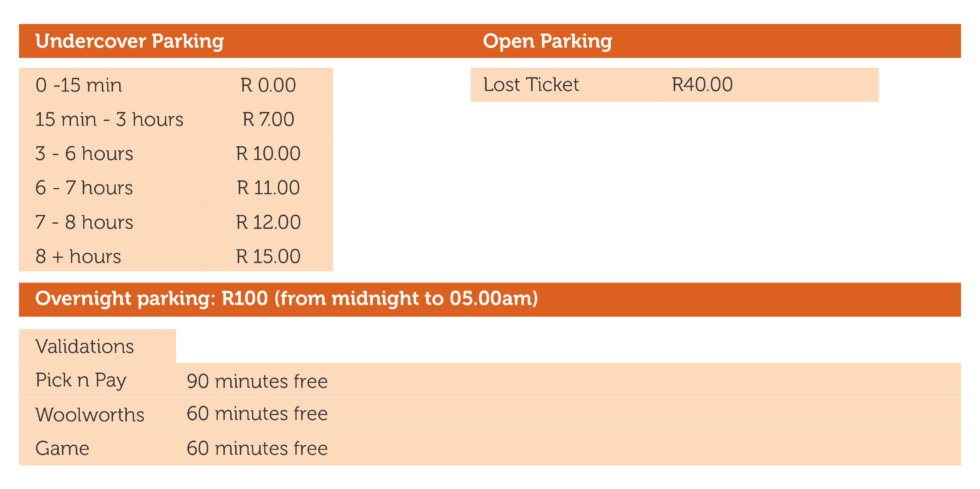 Undercover Parking Open Parking
0 -15 min R 0.00 Lost Ticket R40.00
15 min - 3 hours R 7.00
3 - 6 hours R 10.00
6 - 7 hours R 11.00
7 - 8 hours R 12.00
8 + hours R 15.00
Overnight parking: R100 (from midnight to 05.00am)
Validations
Pick n Pay 90 minutes free
Woolworths 60 minutes free
Game 60 minutes free